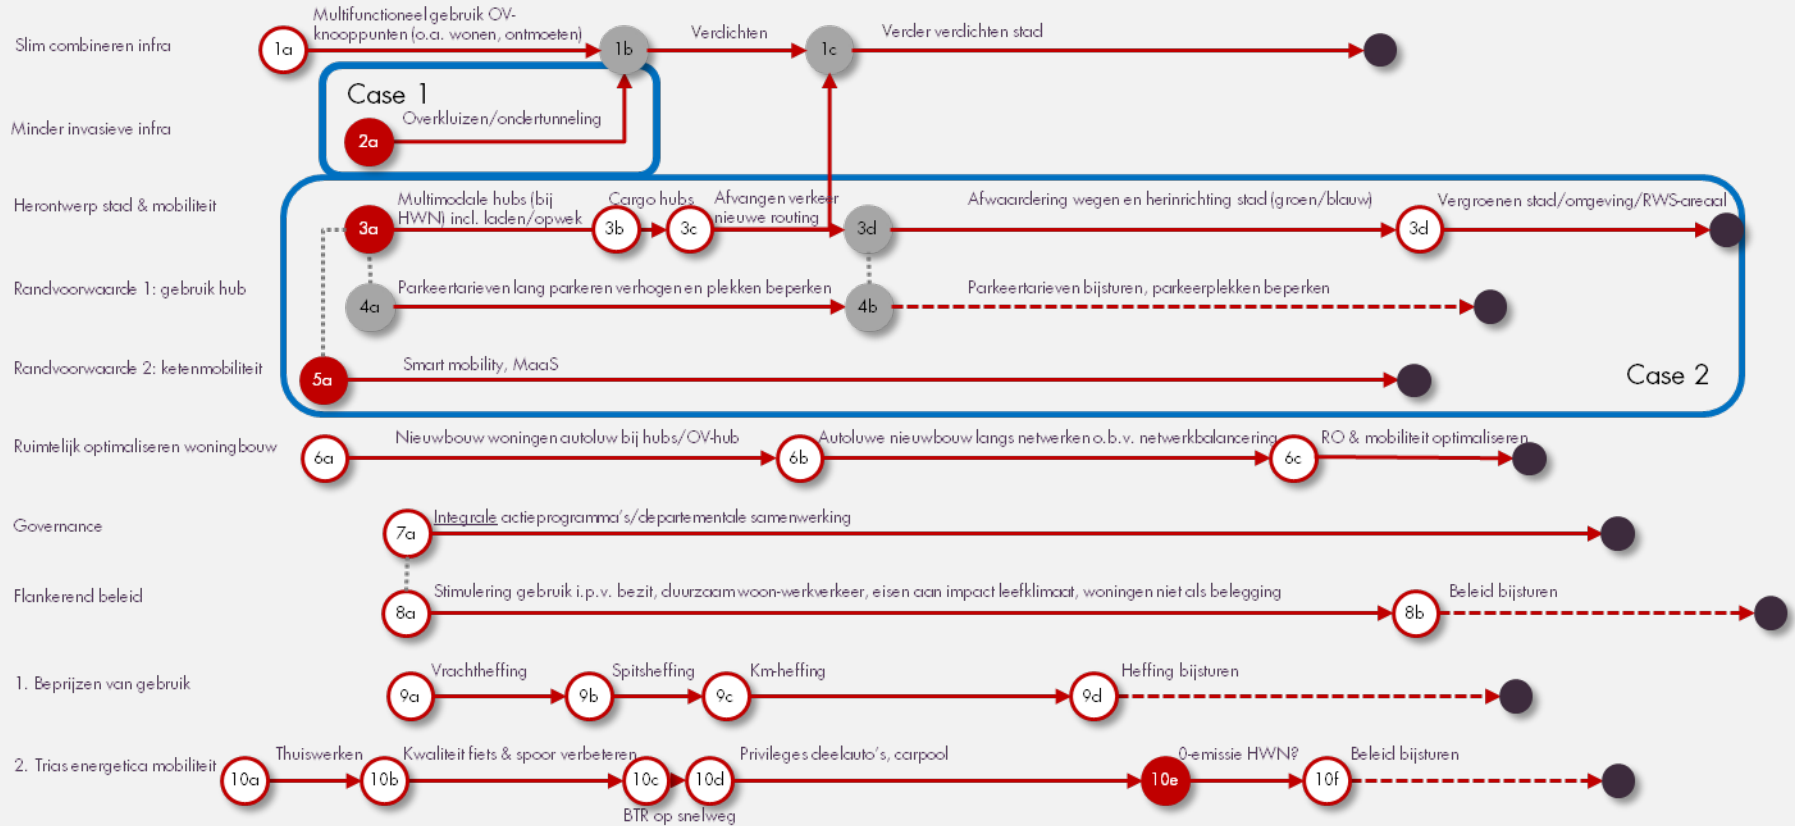 Slim combineren infra
1a
Multifunctioneel gebruik OV-
knooppunten (o.a. wonen, ontmoeten)
1b
Verdichten
1c
Verder verdichten stad
Case 1
Minder invasieve infra
2a
Overkluizen/ondertunneling
Herontwerp stad & mobiliteit
3a
Multimodale hubs (bij
HWN) incl. laden/opwek
Cargo hubs
3b
3c
Afvangen verkeer
nieuwe routing
3d
Afwaardering wegen en herinrichting stad (groen/blauw)
3d
Vergroenen stad/omgeving/RWS-areaal
Randvoorwaarde 1: gebruik hub
4a
Parkeertarieven lang parkeren verhogen en plekken beperken
4b
Parkeertarieven bijsturen, parkeerplekken beperken
Randvoorwaarde 2: ketenmobiliteit
5a
Smart mobility, MaaS
Case 2
Ruimtelijk optimaliseren woningbouw
6a
Nieuwbouw woningen autoluw bij hubs/OV-hub
6b
Autoluwe nieuwbouw langs netwerken o.b.v. netwerkbalancering
6c
RO & mobiliteit optimaliseren
Governance
7a
Integrale actieprogramma's/departementale samenwerking
Flankerend beleid
8a
Stimulering gebruik i.p.v. bezit, duurzaam woon-werkverkeer, eisen aan impact leefklimaat, woningen niet als belegging
8b
Beleid bijsturen
1. Beprijzen van gebruik
9a
Vrachtheffing
9b
Spitsheffing
9c
Km-heffing
9d
Heffing bijsturen
2. Trias energetica mobiliteit
10a
Thuiswerken
10b
Kwaliteit fiets & spoor verbeteren
10c
10d
BTR op snelweg
Privileges deelauto's, carpool
10e
0-emissie HWN?
10f
Beleid bijsturen